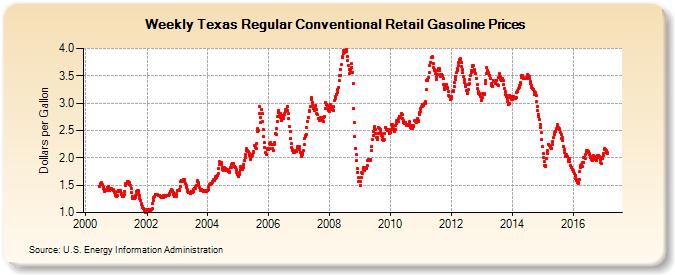 Weekly Texas Regular Conventional Retail Gasoline Prices
Dollars per Gallon
4.0
3.5
3.0
2.5
2.0
1.5
1.0
2000 2002 2004 2006 2008 2010 2012 2014 2016
Source: U.S. Energy Information Administration